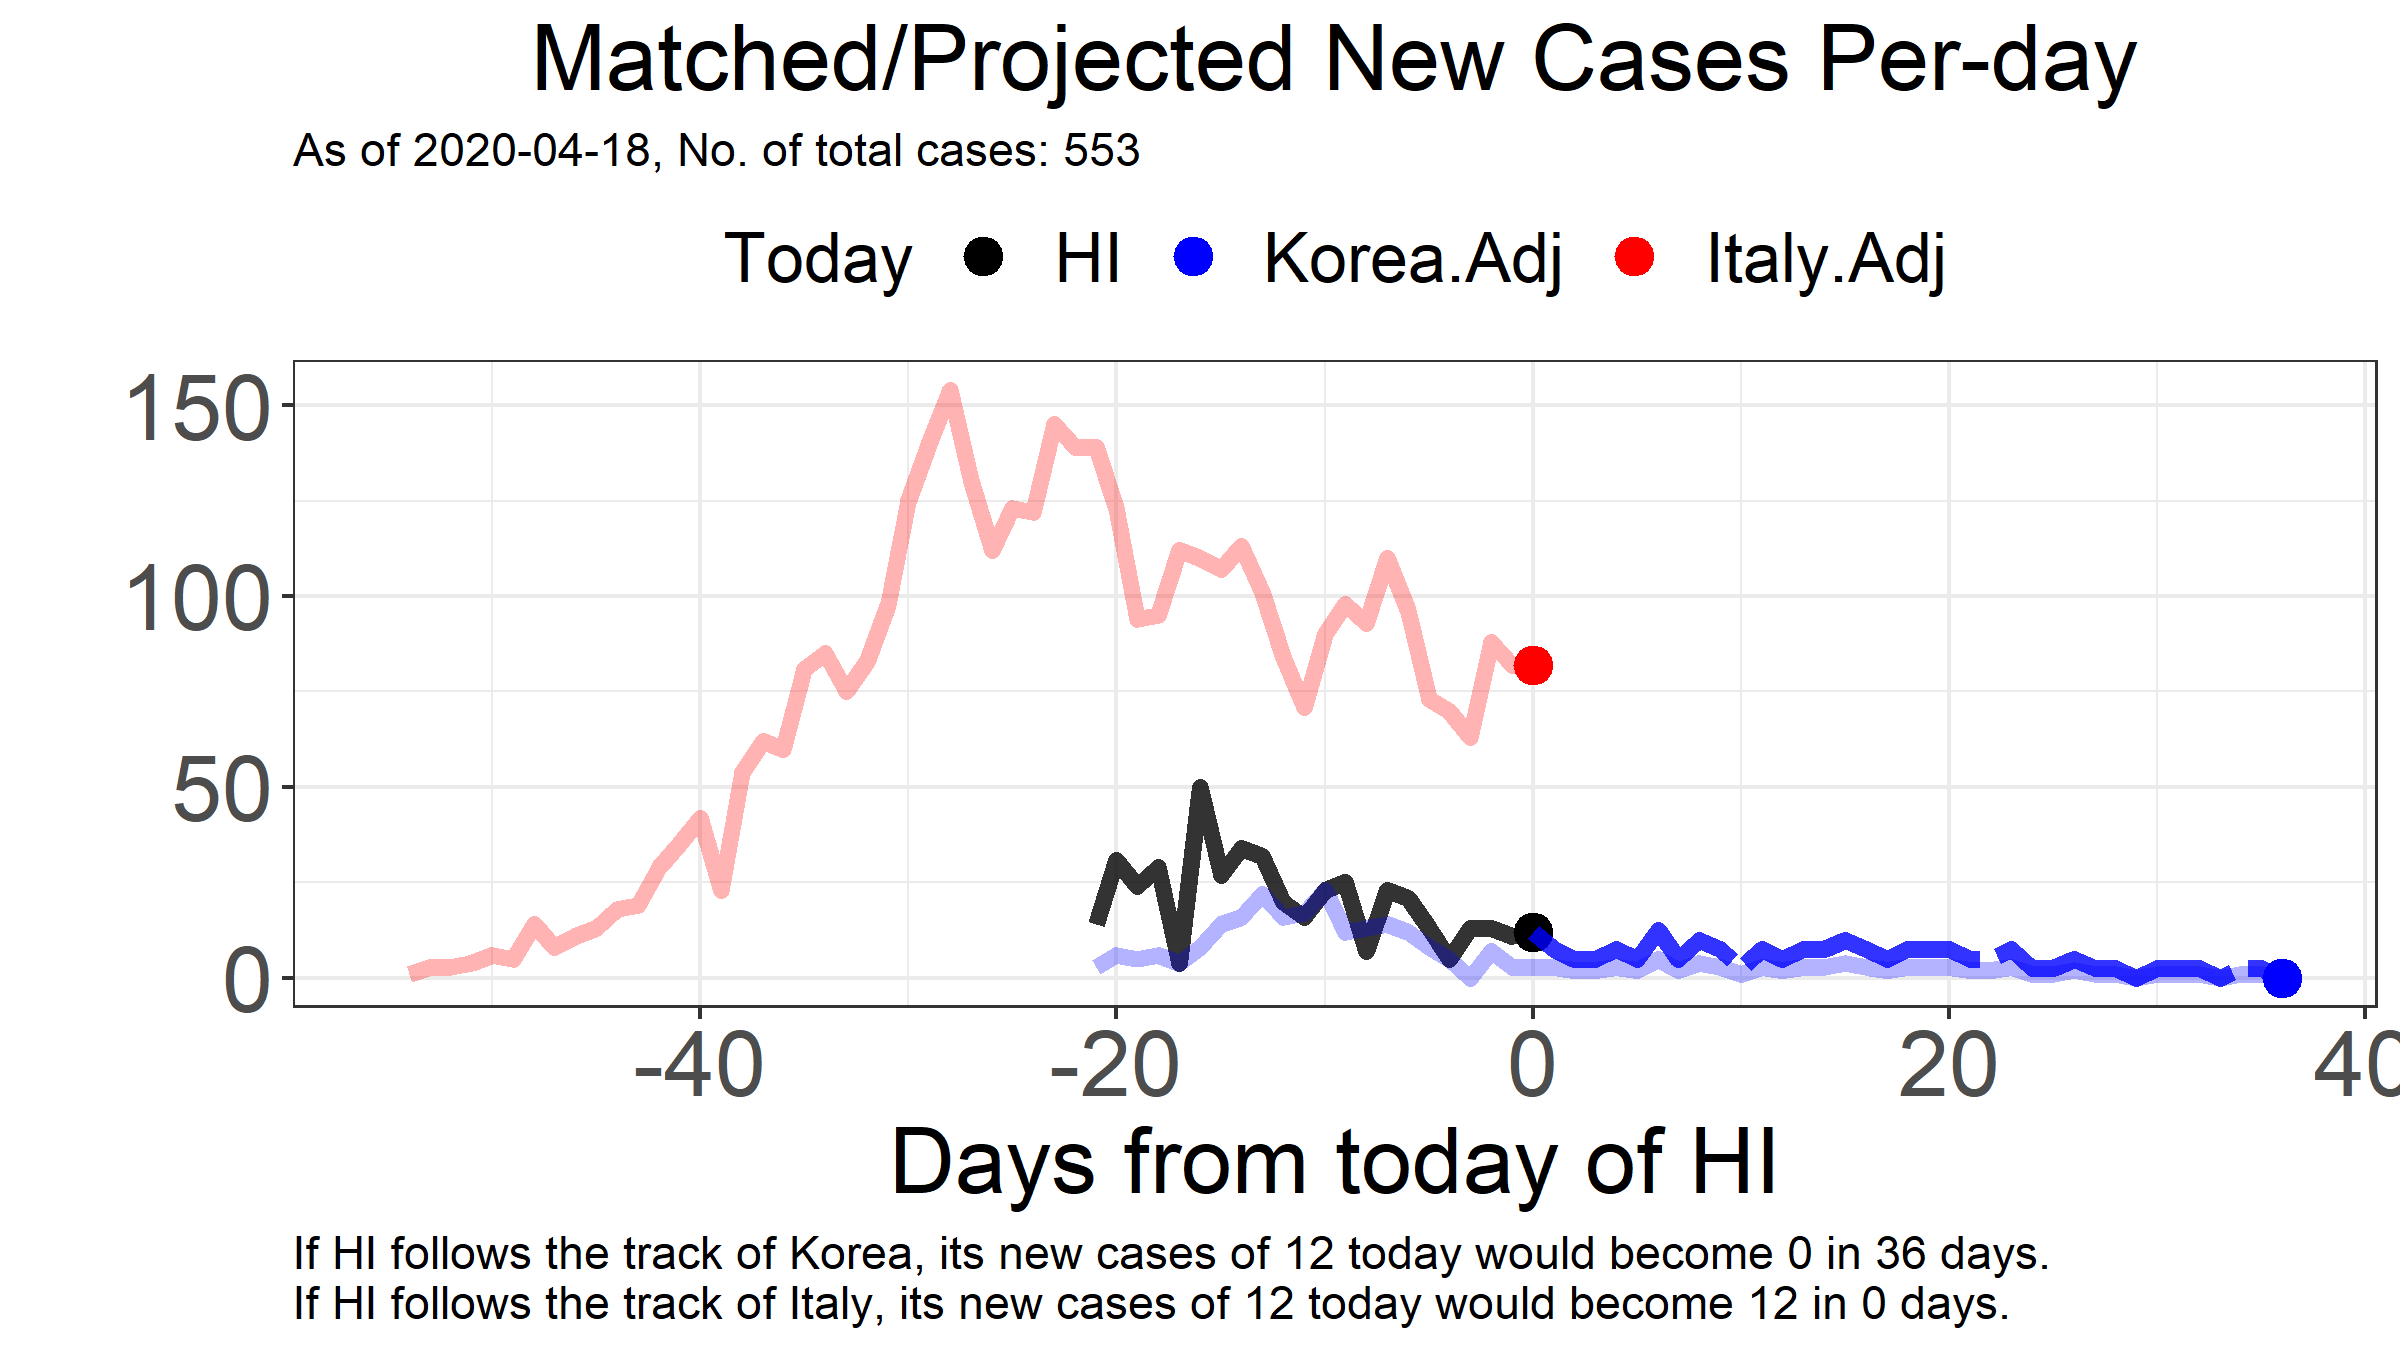 Matched/Projected New Cases Per-day
As of 2020-04-18, No. of total cases: 553
Today HI Korea.Adj Italy.Adj
150
100
50
0
-40 -20 0 20 40
Days from today of HI
If HI follows the track of Korea, its new cases of 12 today would become 0 in 36 days.
If HI follows the track of Italy, its new cases of 12 today would become 12 in 0 days.